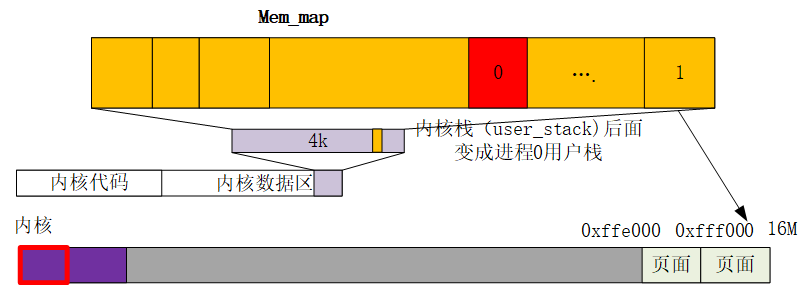 Mem_map
0
….
1
4k
内核栈 (user_stack)后面
变成进程0用户栈
内核代码
内核数据区
内核
0xffe000
0xfff000
16M
页面
页面